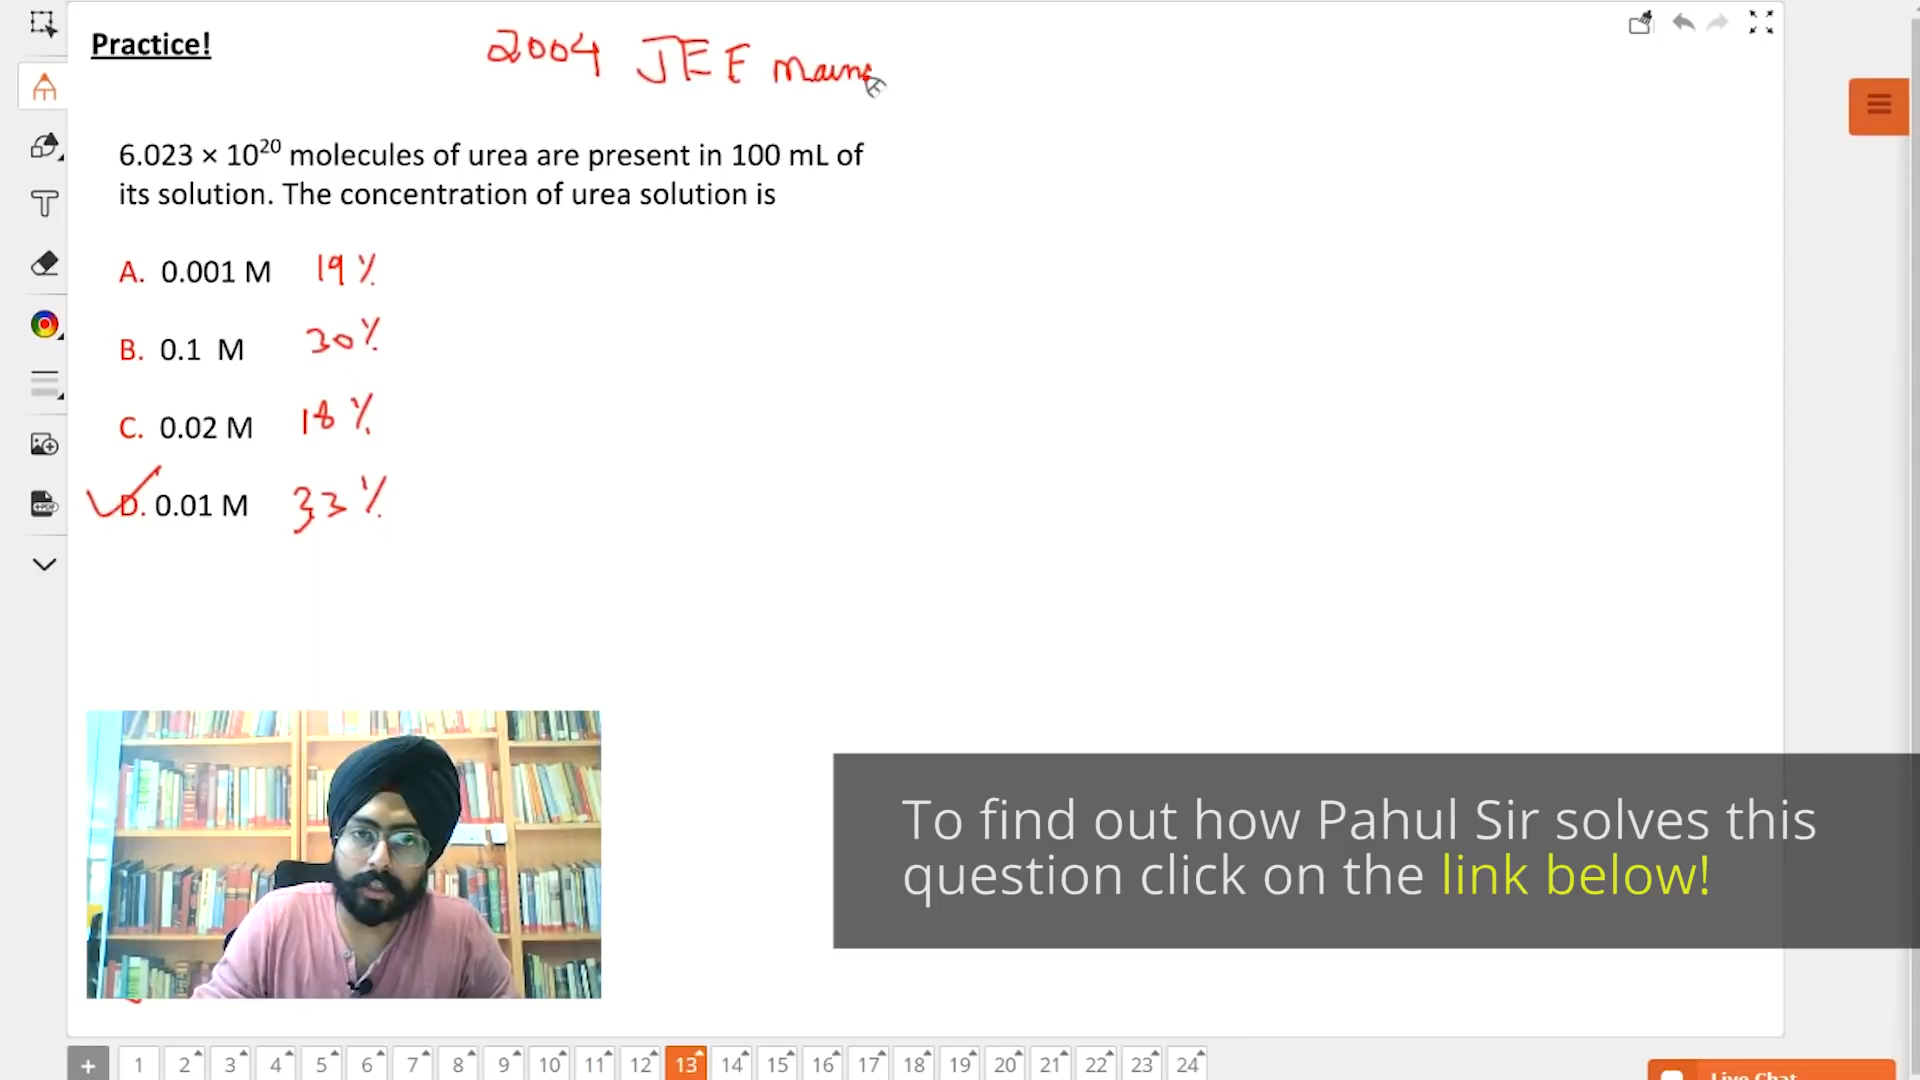 Practice!
2004 JEE Mains
6.023 × 10²⁰ molecules of urea are present in 100 mL of
its solution. The concentration of urea solution is
A. 0.001 M 19%
B. 0.1 M 30%
C. 0.02 M 18%
D. 0.01 M 33%
To find out how Pahul Sir solves this
question click on the link below!
+ 1 2 3 4 5 6 7 8 9 10 11 12 13 14 15 16 17 18 19 20 21 22 23 24
Live Chat